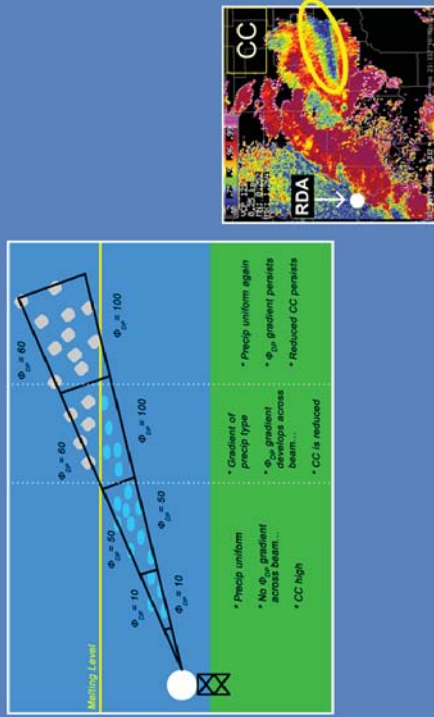 Melting Level
Φ_DP = 10
Φ_DP = 10
Φ_DP = 50
Φ_DP = 50
Φ_DP = 60
Φ_DP = 100
Φ_DP = 60
Φ_DP = 100
* Precip uniform
* No Φ_DP gradient
across beam...
* CC high
* Gradient of
precip type
* Φ_DP gradient
develops across
beam...
* CC is reduced
* Precip uniform again
* Φ_DP gradient persists
* Reduced CC persists
CC
RDA